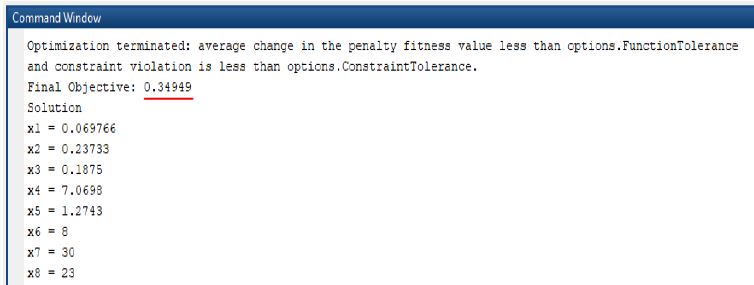 Command Window
Optimization terminated: average change in the penalty fitness value less than options.FunctionTolerance
and constraint violation is less than options.ConstraintTolerance.
Final Objective: 0.34949
Solution
x1 = 0.069766
x2 = 0.23733
x3 = 0.1875
x4 = 7.0698
x5 = 1.2743
x6 = 8
x7 = 30
x8 = 23